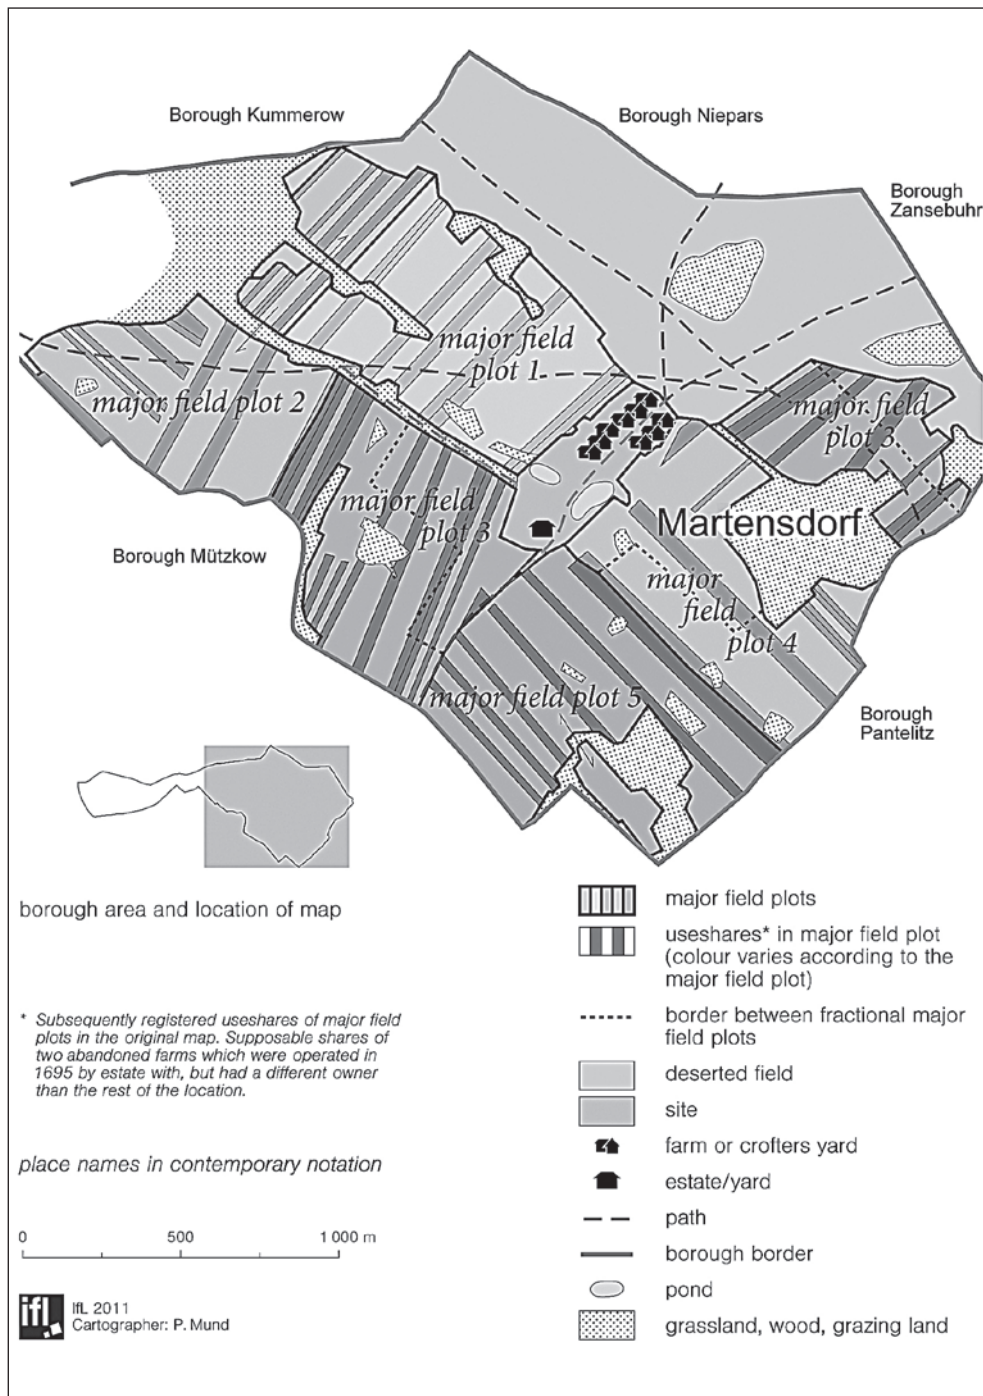 Borough Kummerow
Borough Niepars
Borough
Zansebuhr
major field
plot 1
major field plot 2
major field
plot 3
major field
plot 3
Martensdorf
Borough Mützkow
major
field
plot 4
major field plot 5
Borough
Pantelitz
borough area and location of map
* Subsequently registered useshares of major field
plots in the original map. Supposable shares of
two abandoned farms which were operated in
1695 by estate with, but had a different owner
than the rest of the location.
place names in contemporary notation
0 500 1 000 m
ifl
IfL 2011
Cartographer: P. Mund
major field plots
useshares* in major field plot
(colour varies according to the
major field plot)
border between fractional major
field plots
deserted field
site
farm or crofters yard
estate/yard
path
borough border
pond
grassland, wood, grazing land